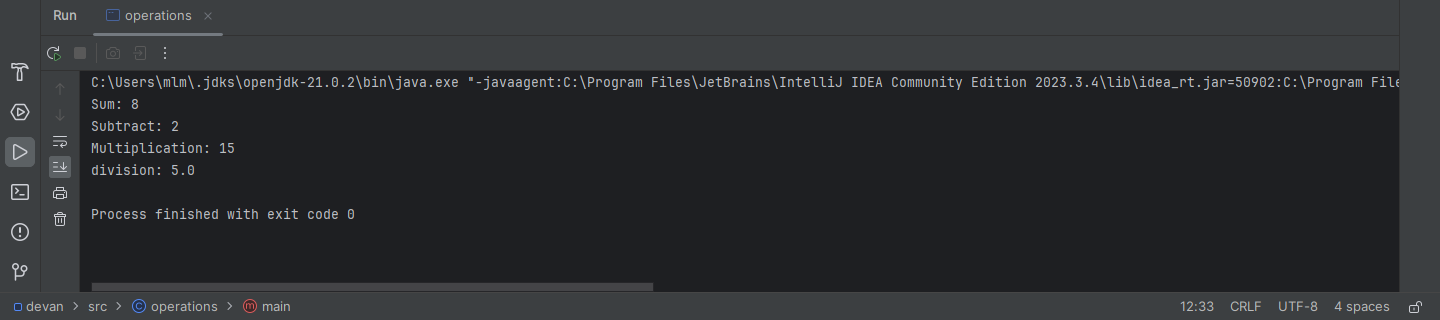 Run operations
C:\Users\mlm\.jdks\openjdk-21.0.2\bin\java.exe "-javaagent:C:\Program Files\JetBrains\IntelliJ IDEA Community Edition 2023.3.4\lib\idea_rt.jar=50902:C:\Program File
Sum: 8
Subtract: 2
Multiplication: 15
division: 5.0
Process finished with exit code 0
devan > src > operations > main 12:33 CRLF UTF-8 4 spaces